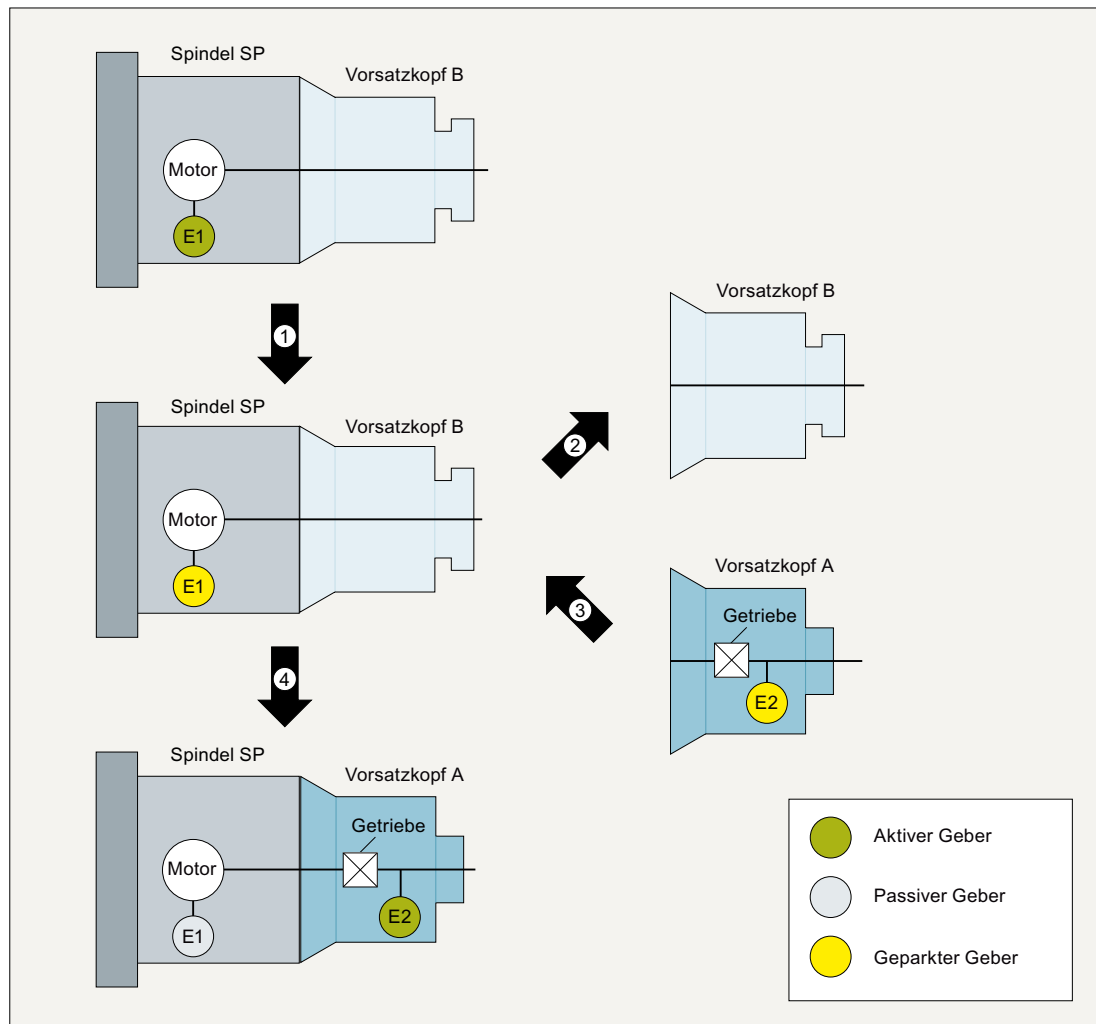 Spindel SP
Vorsatzkopf B
Motor
E1
1
Vorsatzkopf B
Spindel SP
Vorsatzkopf B
2
Motor
E1
Vorsatzkopf A
3
Getriebe
E2
4
Spindel SP
Vorsatzkopf A
Getriebe
Motor
E1
E2
Aktiver Geber
Passiver Geber
Geparkter Geber